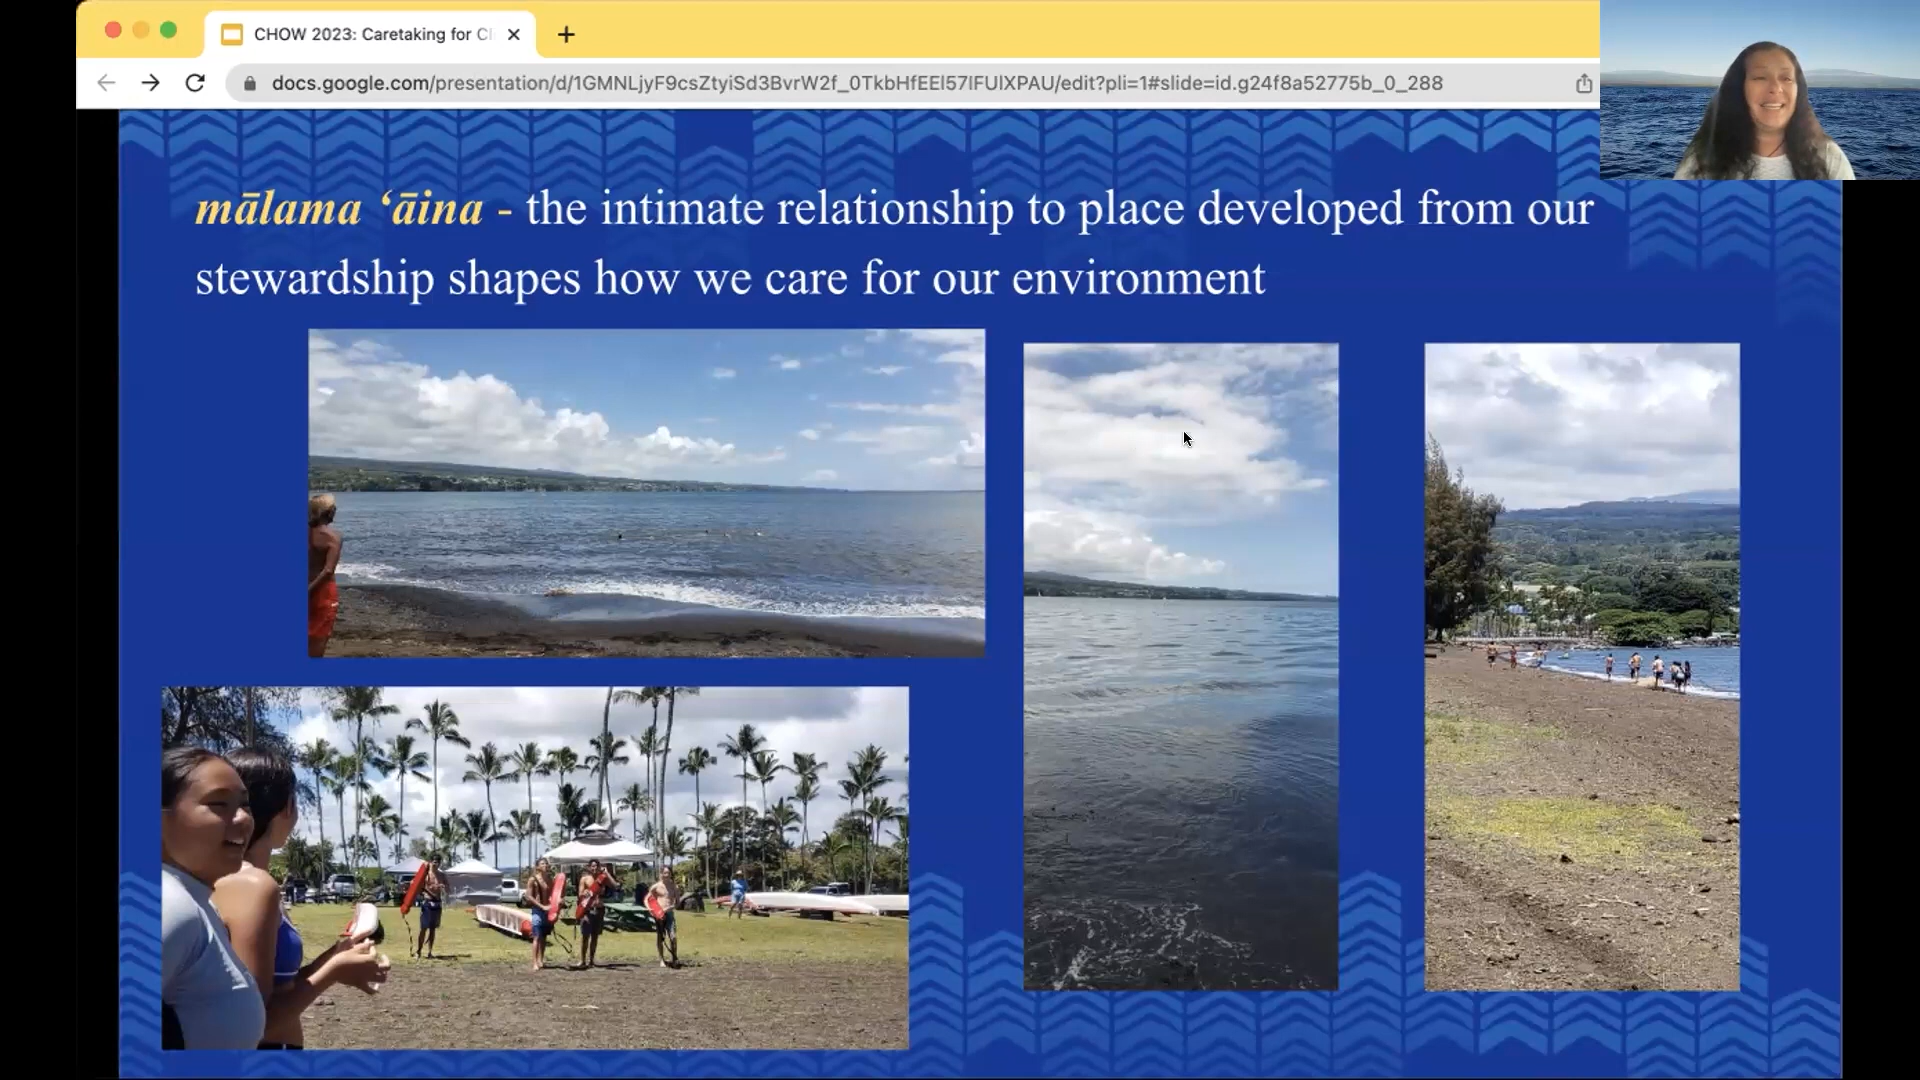 CHOW 2023: Caretaking for Cl
docs.google.com/presentation/d/1GMNLjyF9csZtyiSd3BvrW2f_0TkbHfEEl57lFUlXPAU/edit?pli=1#slide=id.g24f8a52775b_0_288
mālama ʻāina - the intimate relationship to place developed from our
stewardship shapes how we care for our environment